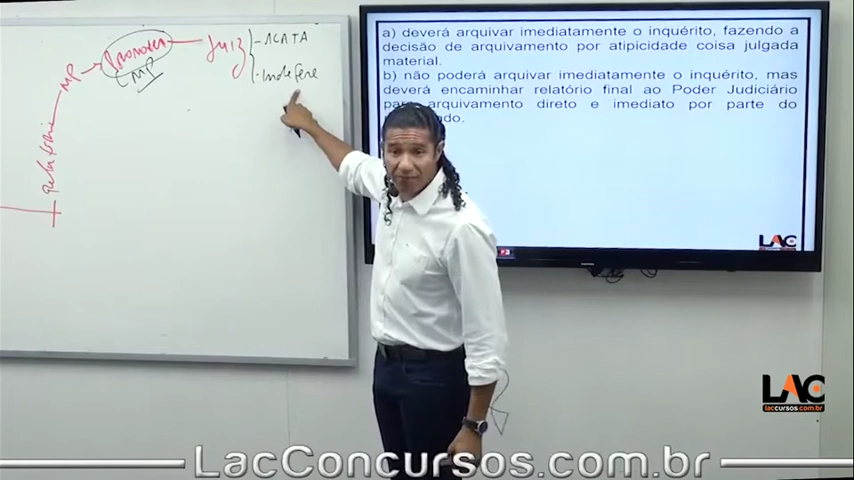 MP
Promotor
MP
Juiz
- ACATA
- Indefere
a) deverá arquivar imediatamente o inquérito, fazendo a
decisão de arquivamento por atipicidade coisa julgada
material.
b) não poderá arquivar imediatamente o inquérito, mas
deverá encaminhar relatório final ao Poder Judiciário
para arquivamento direto e imediato por parte do
LAC
LAC
laccursos.com.br
LacConcursos.com.br